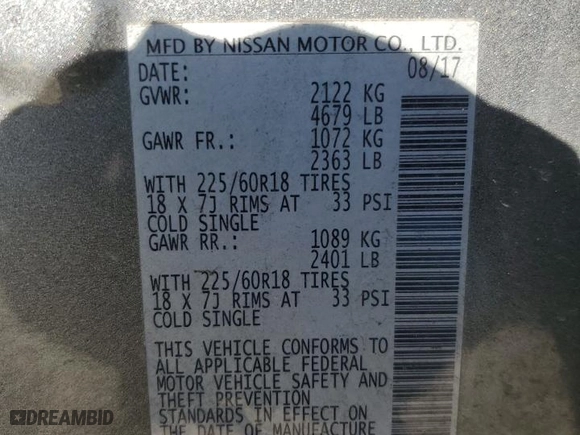 MFD BY NISSAN MOTOR CO., LTD.
DATE: 08/17
GVWR: 2122 KG
4679 LB
GAWR FR.: 1072 KG
2363 LB
WITH 225/60R18 TIRES
18 X 7J RIMS AT 33 PSI
COLD SINGLE
GAWR RR.: 1089 KG
2401 LB
WITH 225/60R18 TIRES
18 X 7J RIMS AT 33 PSI
COLD SINGLE
THIS VEHICLE CONFORMS TO
ALL APPLICABLE FEDERAL
MOTOR VEHICLE SAFETY AND
THEFT PREVENTION
STANDARDS IN EFFECT ON
THE DATE OF MANUFACTURE
DREAMBID